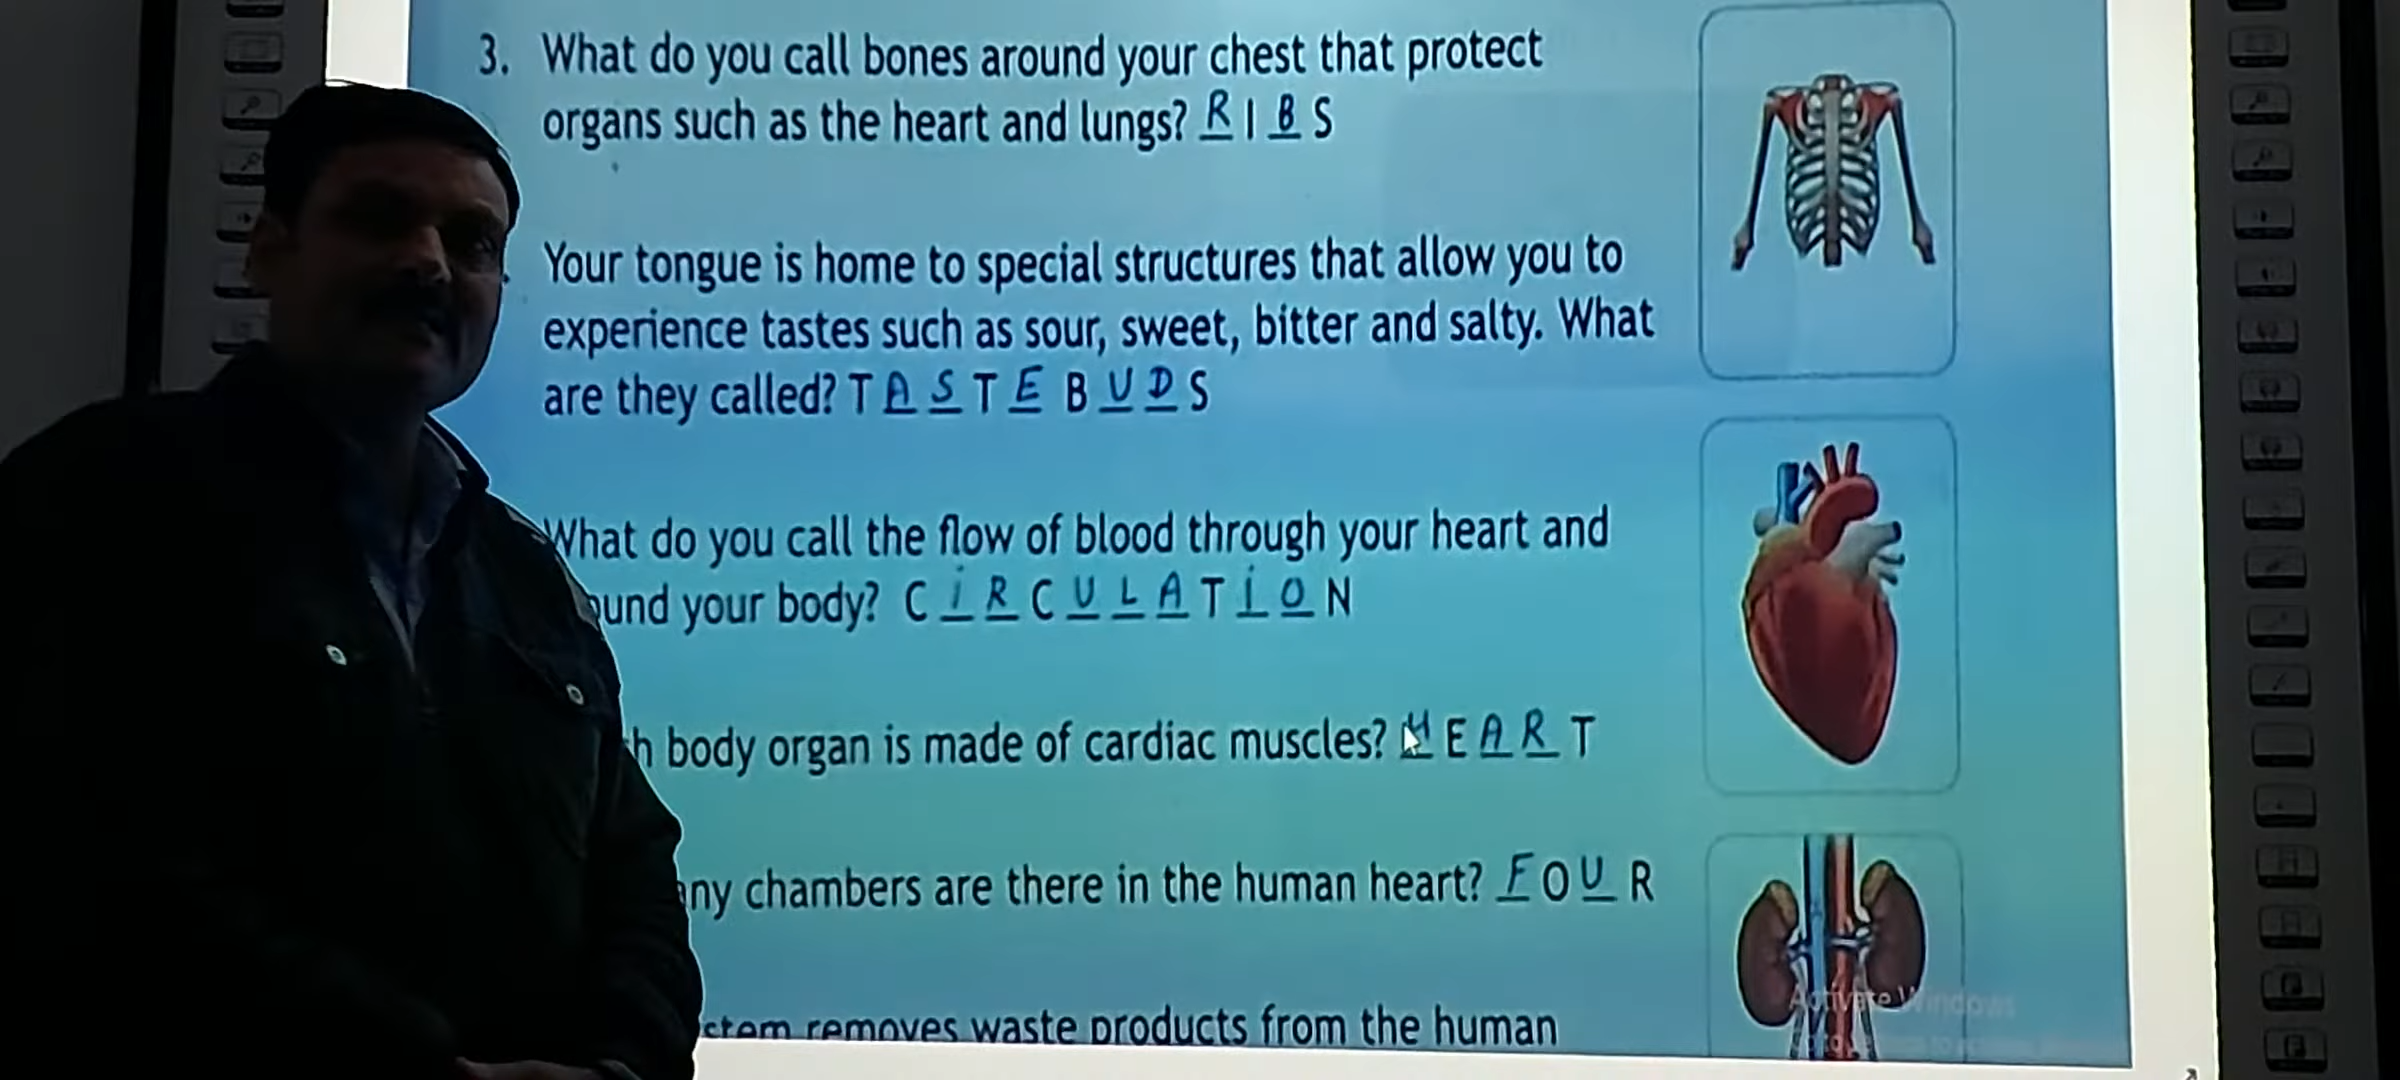 3. What do you call bones around your chest that protect
organs such as the heart and lungs? R I B S
Your tongue is home to special structures that allow you to
experience tastes such as sour, sweet, bitter and salty. What
are they called? T A S T E B U D S
What do you call the flow of blood through your heart and
ound your body? C i R C U L A T I O N
h body organ is made of cardiac muscles? H E A R T
any chambers are there in the human heart? F O U R
stem removes waste products from the human
Activate Windows